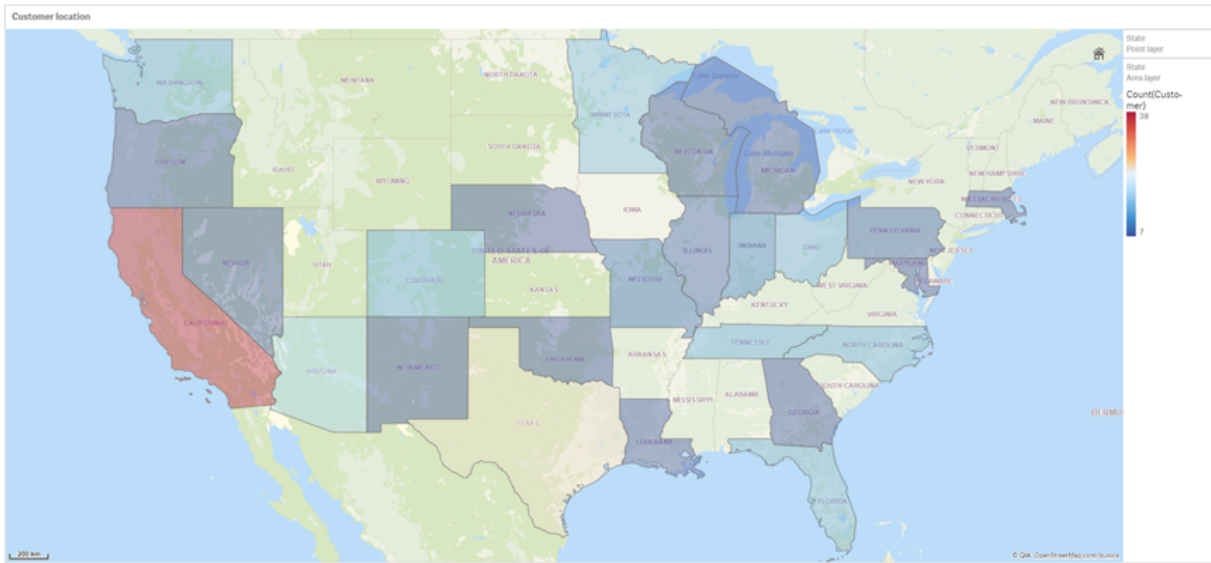 Customer location
State
Point layer
State
Area layer
Count(Custo-
mer)
38
7
WASHINGTON
MONTANA
NORTH DAKOTA
MINNESOTA
Lake Superior
NEW BRUNSWICK
MAINE
OREGON
IDAHO
SOUTH DAKOTA
WISCONSIN
Lake Michigan
MICHIGAN
Lake Huron
VERMONT
NEW HAMPSHIRE
WYOMING
NEW YORK
MASSACHUSETTS
NEBRASKA
IOWA
CONNECTICUT
NEVADA
UTAH
COLORADO
UNITED STATES OF
AMERICA
ILLINOIS
INDIANA
OHIO
PENNSYLVANIA
NEW JERSEY
MARYLAND
DELAWARE
KANSAS
MISSOURI
WEST VIRGINIA
KENTUCKY
VIRGINIA
CALIFORNIA
ARIZONA
NEW MEXICO
OKLAHOMA
ARKANSAS
TENNESSEE
NORTH CAROLINA
SOUTH CAROLINA
MISSISSIPPI
ALABAMA
GEORGIA
TEXAS
LOUISIANA
FLORIDA
200 km
© Qlik, OpenStreetMap contributors